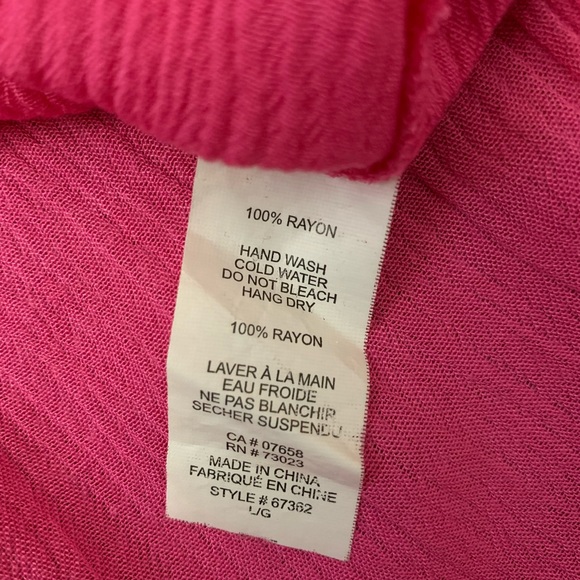 100% RAYON
HAND WASH
COLD WATER
DO NOT BLEACH
HANG DRY
100% RAYON
LAVER À LA MAIN
EAU FROIDE
NE PAS BLANCHIR
SECHER SUSPENDU
CA # 07658
RN # 73023
MADE IN CHINA
FABRIQUÉ EN CHINE
STYLE # 67362
L/G